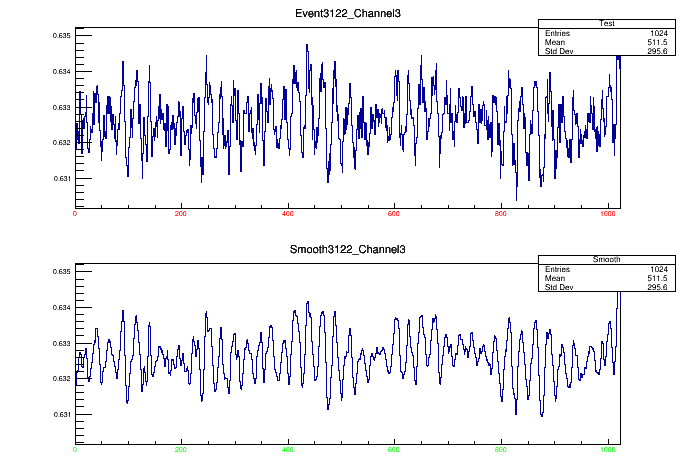 Event3122_Channel3
Test
Entries 1024
Mean 511.5
Std Dev 295.6
0.635
0.634
0.633
0.632
0.631
0 200 400 600 800 1000
Smooth3122_Channel3
Smooth
Entries 1024
Mean 511.5
Std Dev 295.6
0.635
0.634
0.633
0.632
0.631
0 200 400 600 800 1000